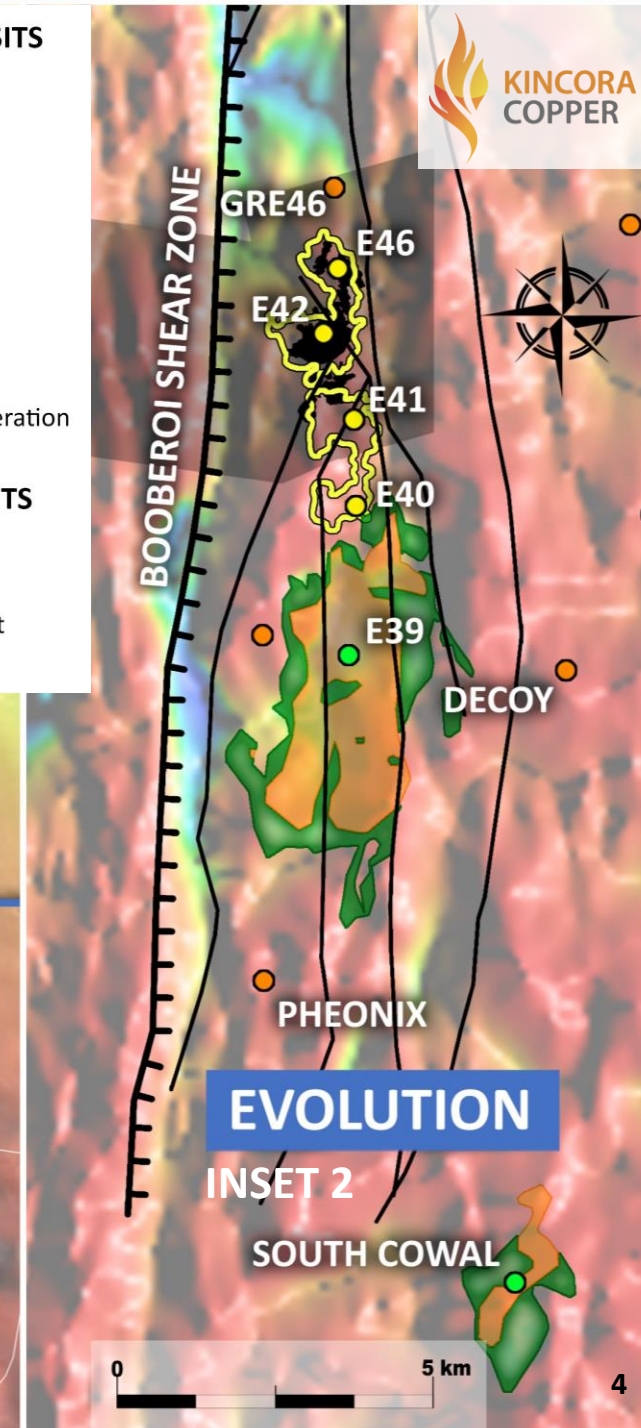 SITS
eration
TS
t
KINCORA
COPPER
BOOBEROI SHEAR ZONE
GRE46
E46
E42
E41
E40
E39
DECOY
PHEONIX
EVOLUTION
INSET 2
SOUTH COWAL
0 5 km
4